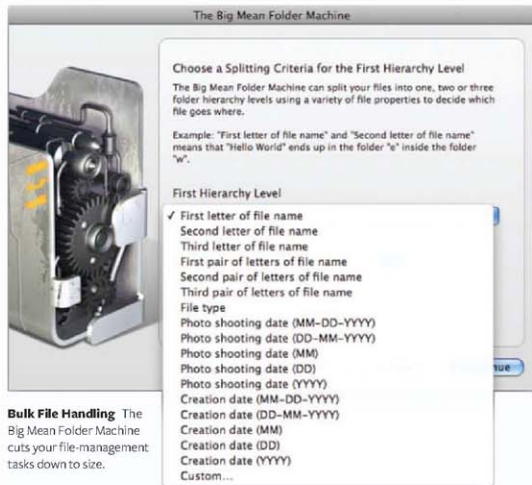 The Big Mean Folder Machine
Choose a Splitting Criteria for the First Hierarchy Level
The Big Mean Folder Machine can split your files into one, two or three
folder hierarchy levels using a variety of file properties to decide which
file goes where.
Example: "First letter of file name" and "Second letter of file name"
means that "Hello World" ends up in the folder "e" inside the folder
"w".
First Hierarchy Level
✓ First letter of file name
Second letter of file name
Third letter of file name
First pair of letters of file name
Second pair of letters of file name
Third pair of letters of file name
File type
Photo shooting date (MM-DD-YYYY)
Photo shooting date (DD-MM-YYYY)
Photo shooting date (MM)
Photo shooting date (DD)
Photo shooting date (YYYY)
Creation date (MM-DD-YYYY)
Creation date (DD-MM-YYYY)
Creation date (MM)
Creation date (DD)
Creation date (YYYY)
Custom...
nue
Bulk File Handling The
Big Mean Folder Machine
cuts your file-management
tasks down to size.